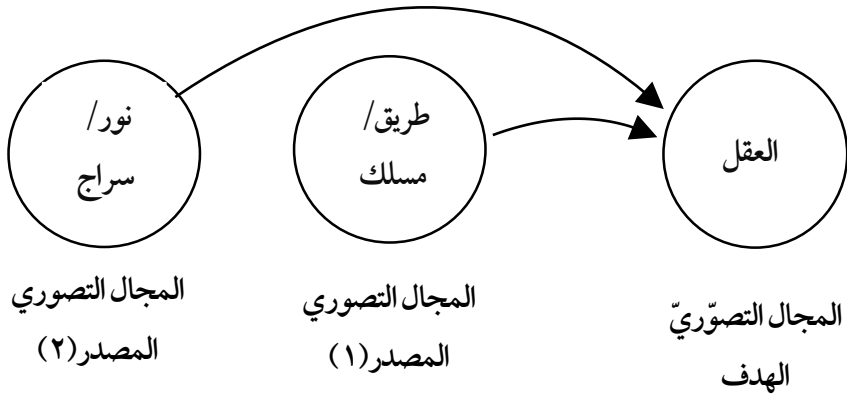 العقل
طريق/
مسلك
نور/
سراج
المجال التصوّريّ
الهدف
المجال التصوري
المصدر(١)
المجال التصوري
المصدر(٢)